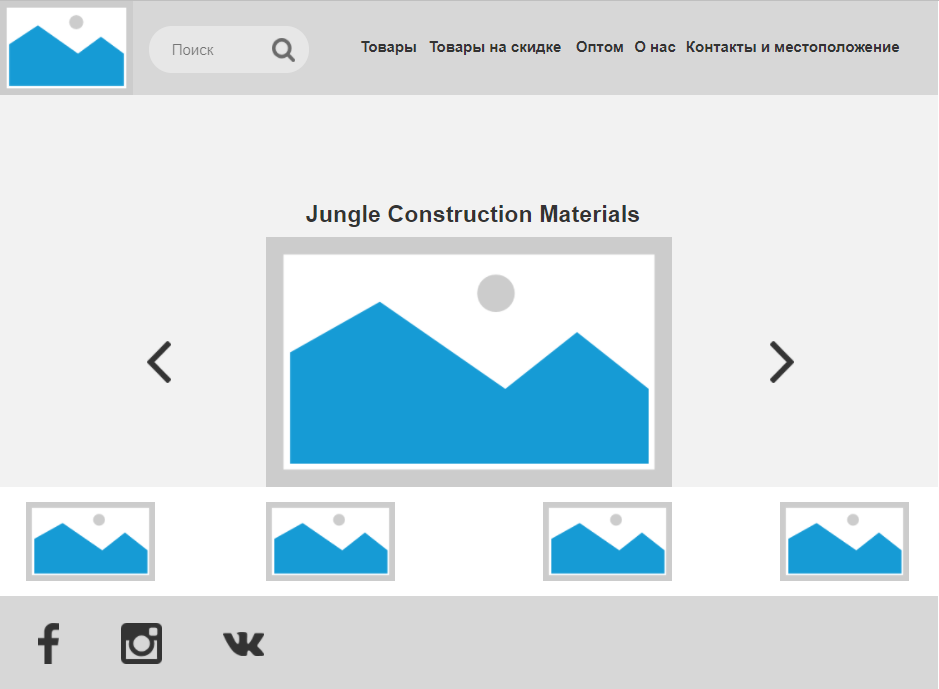 Поиск
Товары Товары на скидке Оптом О нас Контакты и местоположение
Jungle Construction Materials